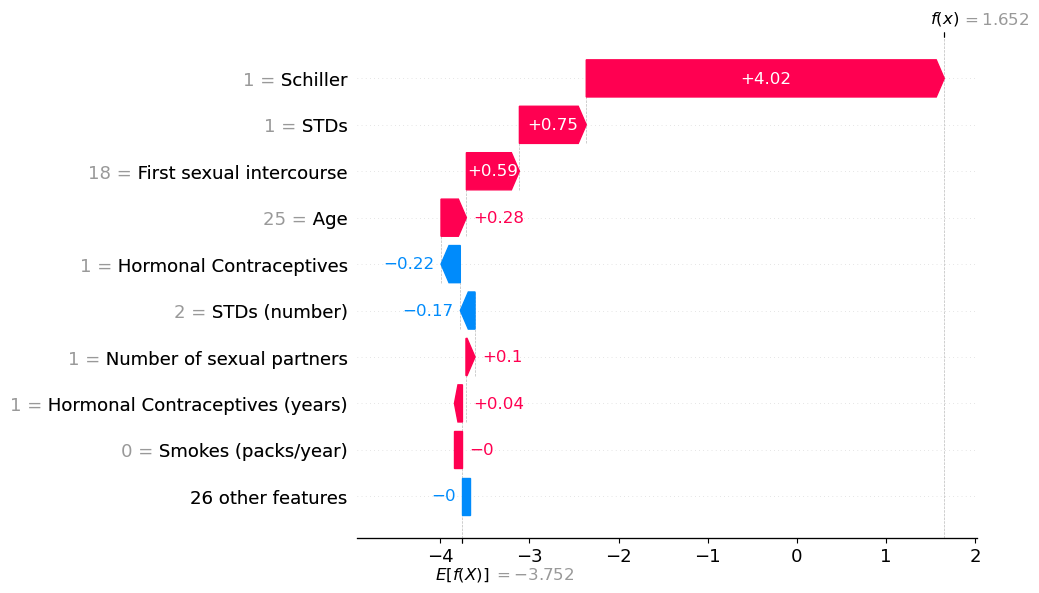 f(x) = 1.652
1 = Schiller
+4.02
1 = STDs
+0.75
18 = First sexual intercourse
+0.59
25 = Age
+0.28
1 = Hormonal Contraceptives
−0.22
2 = STDs (number)
−0.17
1 = Number of sexual partners
+0.1
1 = Hormonal Contraceptives (years)
+0.04
0 = Smokes (packs/year)
−0
26 other features
−0
−4 −3 −2 −1 0 1 2
E[f(X)] = −3.752